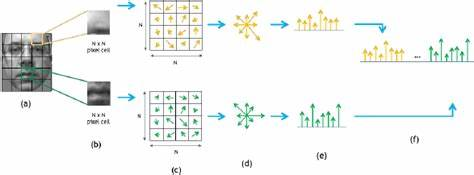 N x N
pixel cell
N
N
N x N
pixel cell
N
N
...
(a)
(b)
(c)
(d)
(e)
(f)